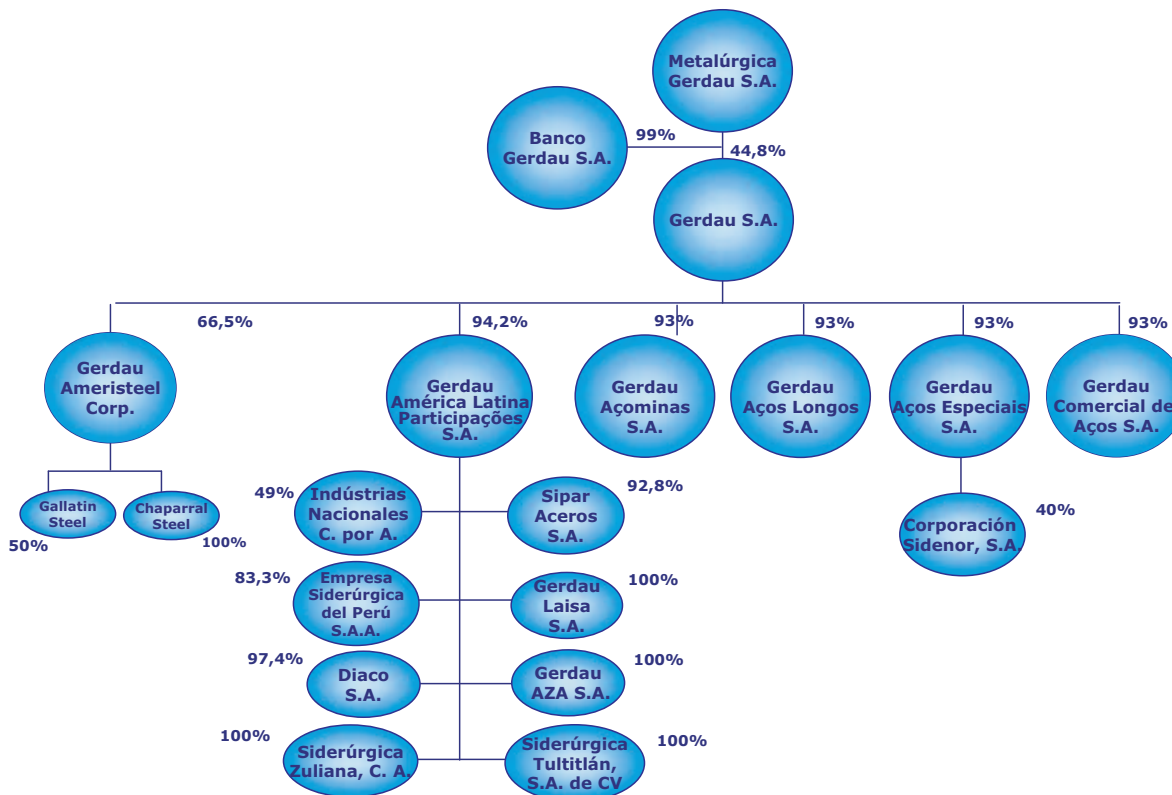 Metalúrgica
Gerdau S.A.
Banco
Gerdau S.A.
99%
44,8%
Gerdau S.A.
66,5%
94,2%
93%
93%
93%
93%
Gerdau
Ameristeel
Corp.
Gerdau
América Latina
Participações
S.A.
Gerdau
Açominas
S.A.
Gerdau
Aços Longos
S.A.
Gerdau
Aços Especiais
S.A.
Gerdau
Comercial de
Aços S.A.
Gallatin
Steel
50%
Chaparral
Steel
100%
49%
Indústrias
Nacionales
C. por A.
Sipar
Aceros
S.A.
92,8%
Corporación
Sidenor, S.A.
40%
83,3%
Empresa
Siderúrgica
del Perú
S.A.A.
Gerdau
Laisa
S.A.
100%
97,4%
Diaco
S.A.
Gerdau
AZA S.A.
100%
100%
Siderúrgica
Zuliana, C. A.
Siderúrgica
Tultitlán,
S.A. de CV
100%